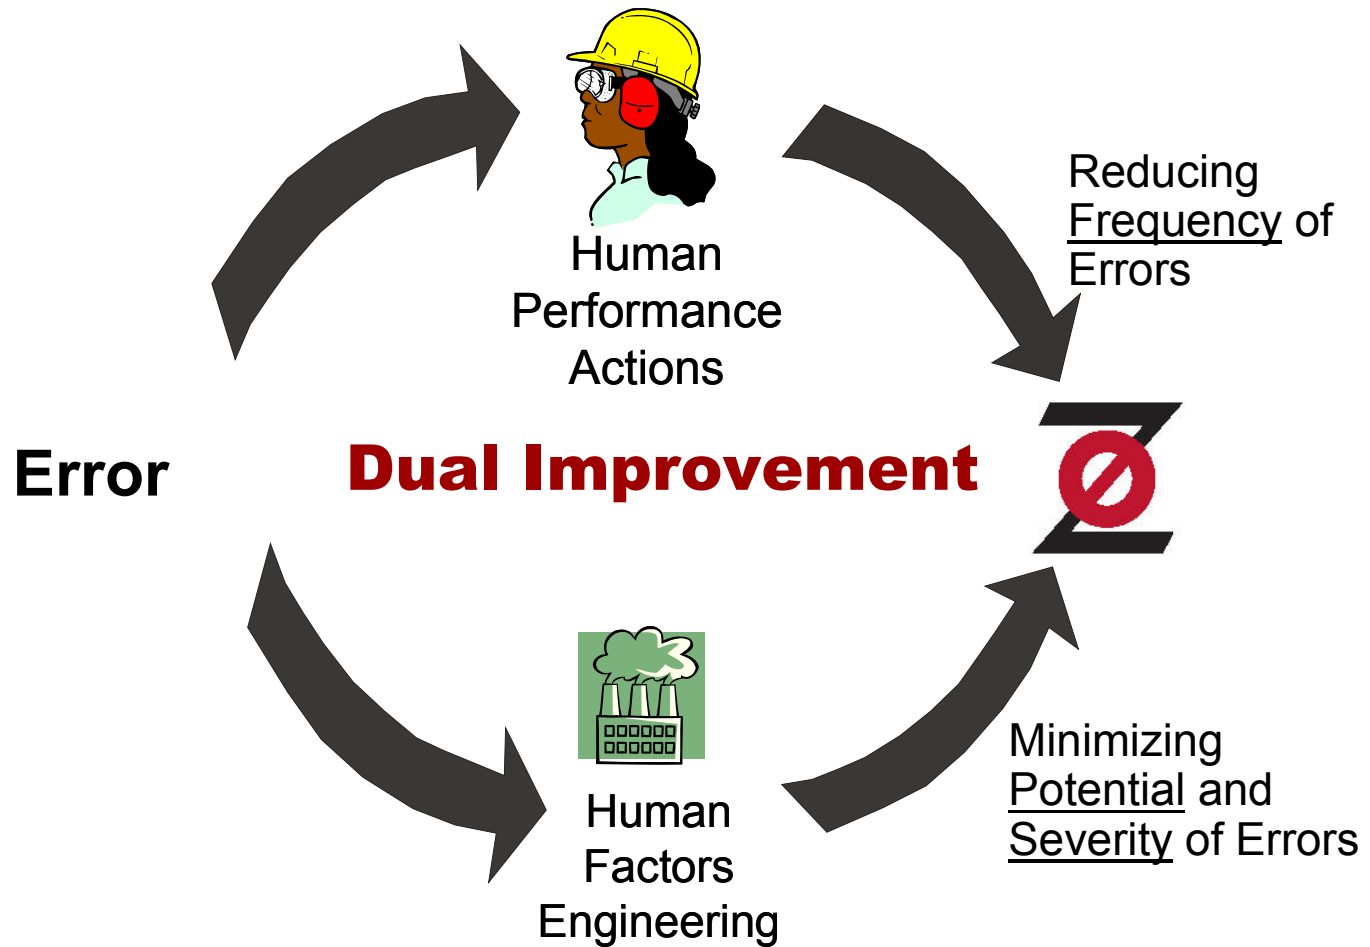 Reducing
Frequency of
Errors
Human
Performance
Actions
Error
Dual Improvement
Z
Minimizing
Potential and
Severity of Errors
Human
Factors
Engineering